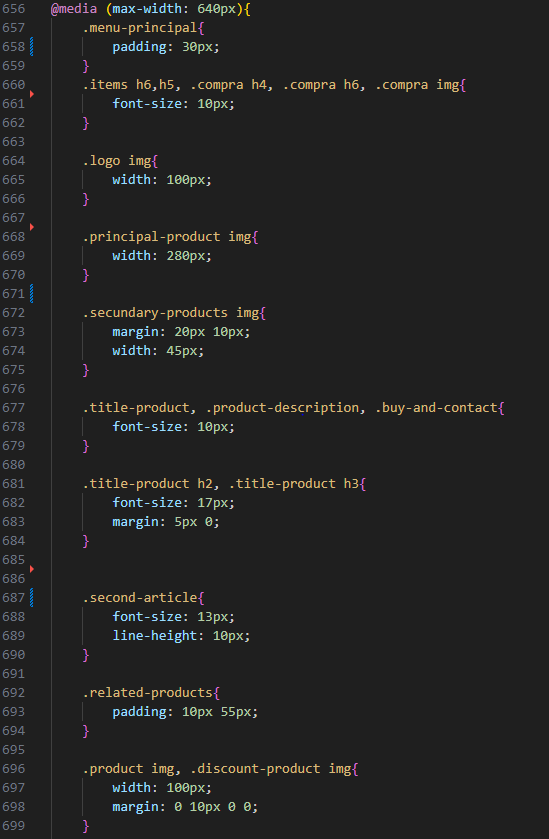 656 @media (max-width: 640px){
657     .menu-principal{
658         padding: 30px;
659     }
660     .items h6,h5, .compra h4, .compra h6, .compra img{
661         font-size: 10px;
662     }
663
664     .logo img{
665         width: 100px;
666     }
667
668     .principal-product img{
669         width: 280px;
670     }
671
672     .secundary-products img{
673         margin: 20px 10px;
674         width: 45px;
675     }
676
677     .title-product, .product-description, .buy-and-contact{
678         font-size: 10px;
679     }
680
681     .title-product h2, .title-product h3{
682         font-size: 17px;
683         margin: 5px 0;
684     }
685
686
687     .second-article{
688         font-size: 13px;
689         line-height: 10px;
690     }
691
692     .related-products{
693         padding: 10px 55px;
694     }
695
696     .product img, .discount-product img{
697         width: 100px;
698         margin: 0 10px 0 0;
699     }